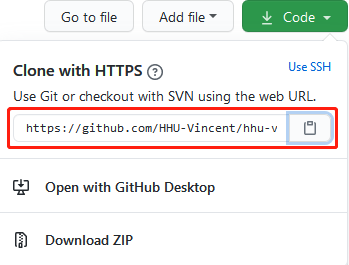 Go to file
Add file
Code
Clone with HTTPS
Use SSH
Use Git or checkout with SVN using the web URL.
https://github.com/HHU-Vincent/hhu-v
Open with GitHub Desktop
Download ZIP